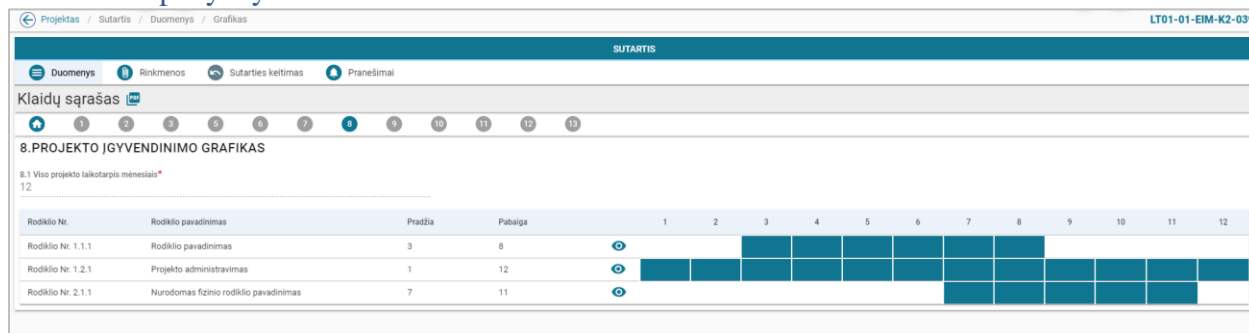 Projektas / Sutartis / Duomenys / Grafikas LT01-01-EIM-K2-03
SUTARTIS
Duomenys Rinkmenos Sutarties keitimas Pranešimai
Klaidų sąrašas PDF
1 2 3 5 6 7 8 9 10 11 12 13
8.PROJEKTO ĮGYVENDINIMO GRAFIKAS
8.1 Viso projekto laikotarpis mėnesiais*
12
Rodiklio Nr. Rodiklio pavadinimas Pradžia Pabaiga 1 2 3 4 5 6 7 8 9 10 11 12
Rodiklio Nr. 1.1.1 Rodiklio pavadinimas 3 8
Rodiklio Nr. 1.2.1 Projekto administravimas 1 12
Rodiklio Nr. 2.1.1 Nurodomas fizinio rodiklio pavadinimas 7 11